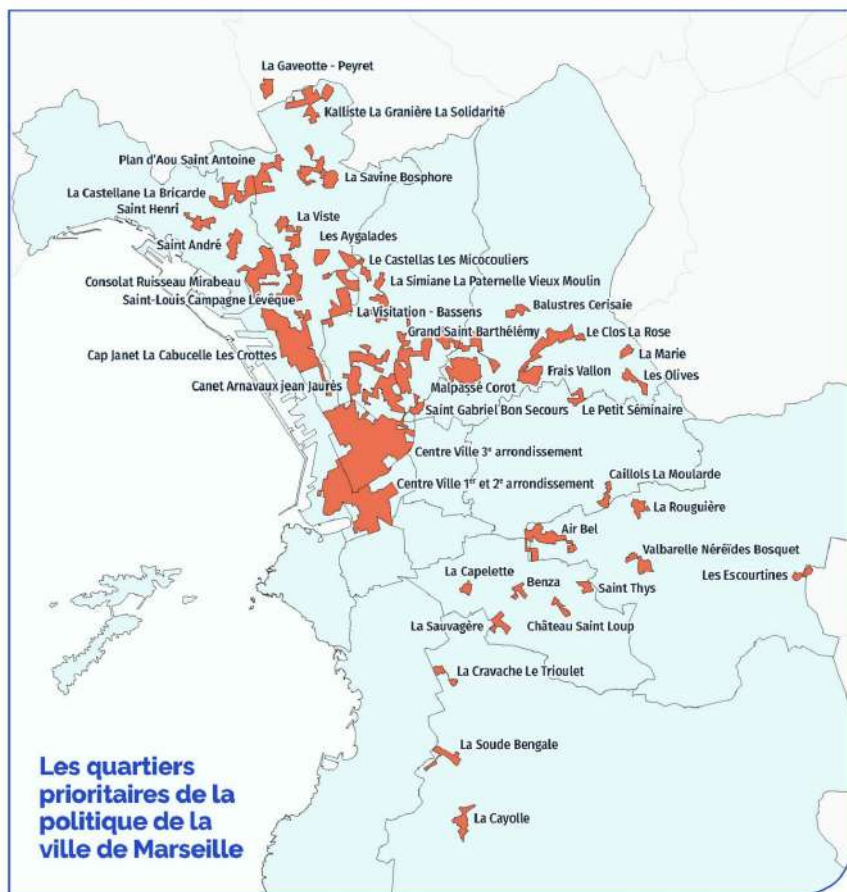 La Gaveotte - Peyret
Kalliste La Granière La Solidarité
Plan d'Aou Saint Antoine
La Savine Bosphore
La Castellane La Bricarde
Saint Henri
La Viste
Saint André
Les Aygalades
Le Castellas Les Micocouliers
Consolat Ruisseau Mirabeau
La Simiane La Paternelle Vieux Moulin
Saint-Louis Campagne Lévêque
La Visitation - Bassens
Balustres Cerisaie
Grand Saint Barthélémy
Le Clos La Rose
Cap Janet La Cabucelle Les Crottes
La Marie
Malpassé Corot
Frais Vallon
Les Olives
Canet Arnavaux jean Jaurès
Saint Gabriel Bon Secours
Le Petit Séminaire
Centre Ville 3e arrondissement
Centre Ville 1er et 2e arrondissement
Caillols La Moularde
La Rouguière
Air Bel
Valbarelle Néréïdes Bosquet
La Capelette
Benza
Saint Thys
Les Escourtines
La Sauvagère
Château Saint Loup
La Cravache Le Trioulet
La Soude Bengale
La Cayolle
Les quartiers
prioritaires de la
politique de la
ville de Marseille